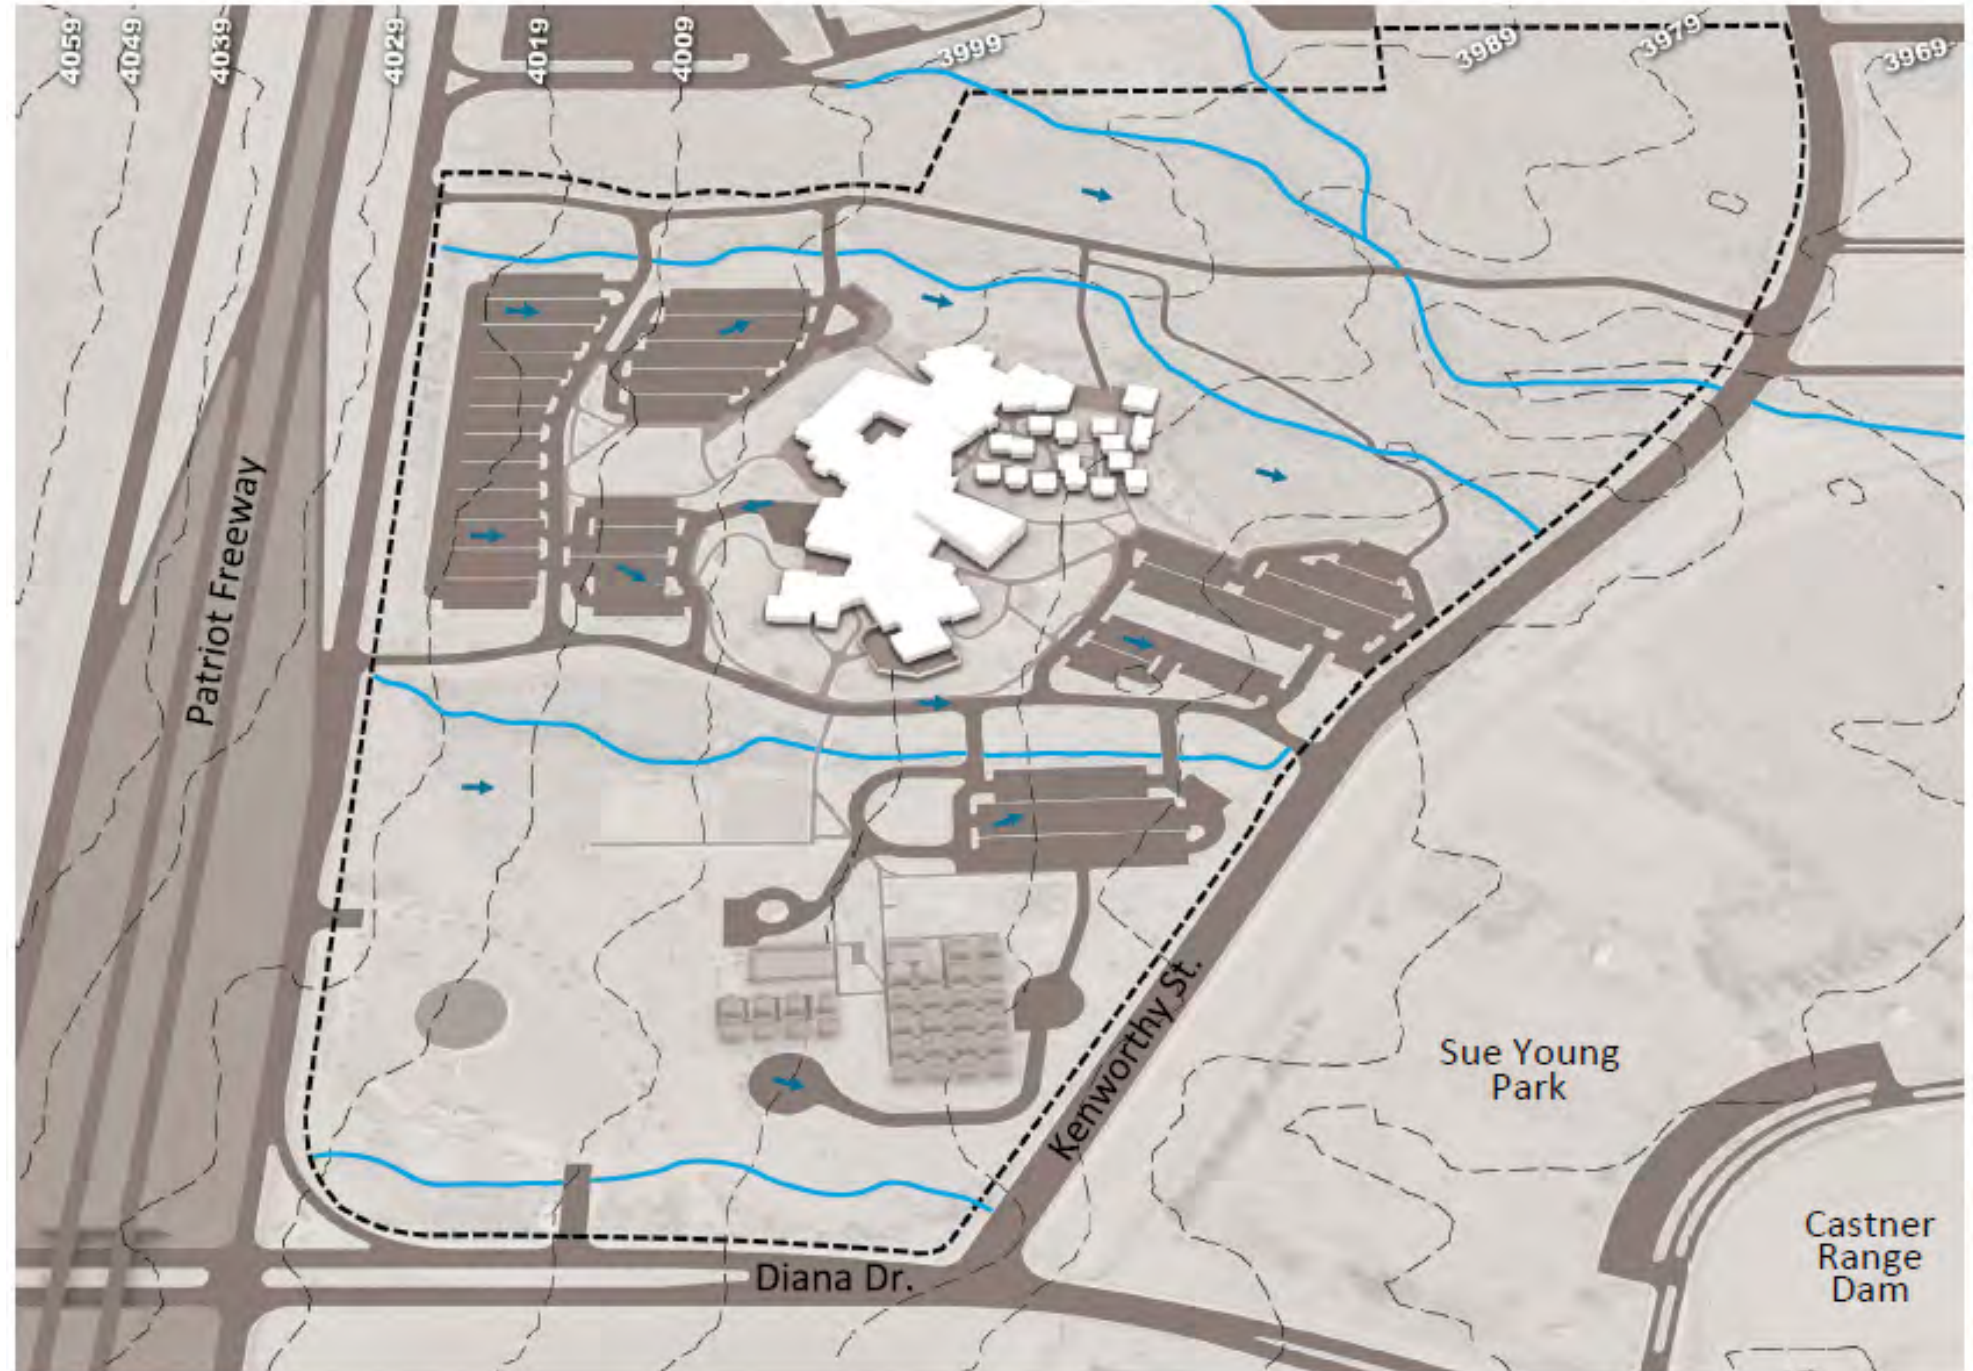 4059
4049
4039
4029
4019
4009
3999
3989
3979
3969
Patriot Freeway
Kenworthy St.
Sue Young
Park
Castner
Range
Dam
Diana Dr.